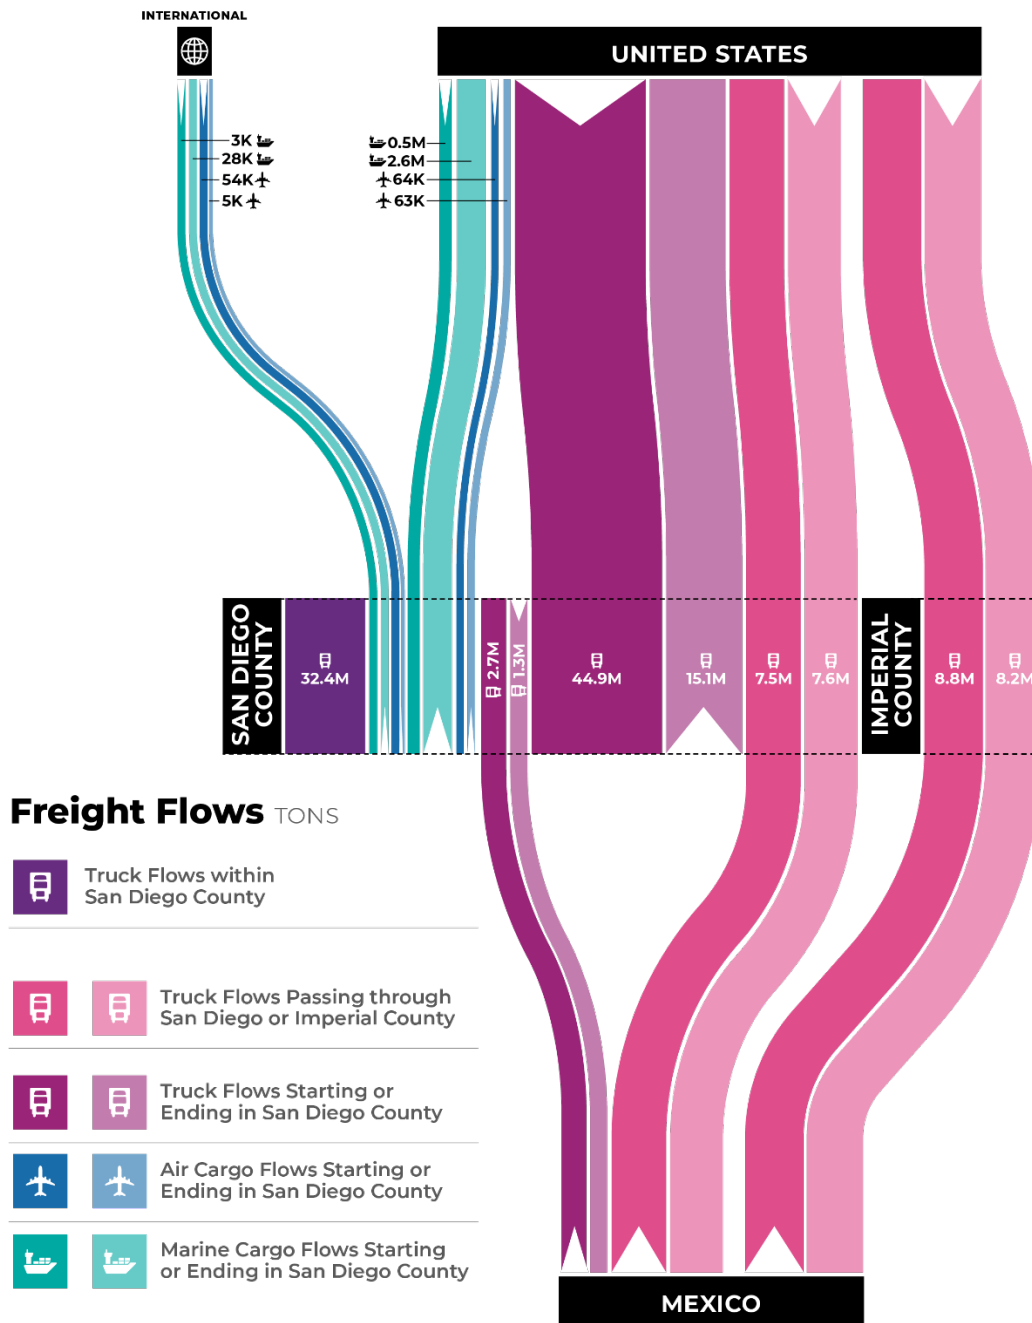 INTERNATIONAL
UNITED STATES
3K
28K
54K
5K
0.5M
2.6M
64K
63K
SAN DIEGO
COUNTY
32.4M
2.7M
1.3M
44.9M
15.1M
7.5M
7.6M
IMPERIAL
COUNTY
8.8M
8.2M
Freight Flows TONS
Truck Flows within
San Diego County
Truck Flows Passing through
San Diego or Imperial County
Truck Flows Starting or
Ending in San Diego County
Air Cargo Flows Starting or
Ending in San Diego County
Marine Cargo Flows Starting
or Ending in San Diego County
MEXICO